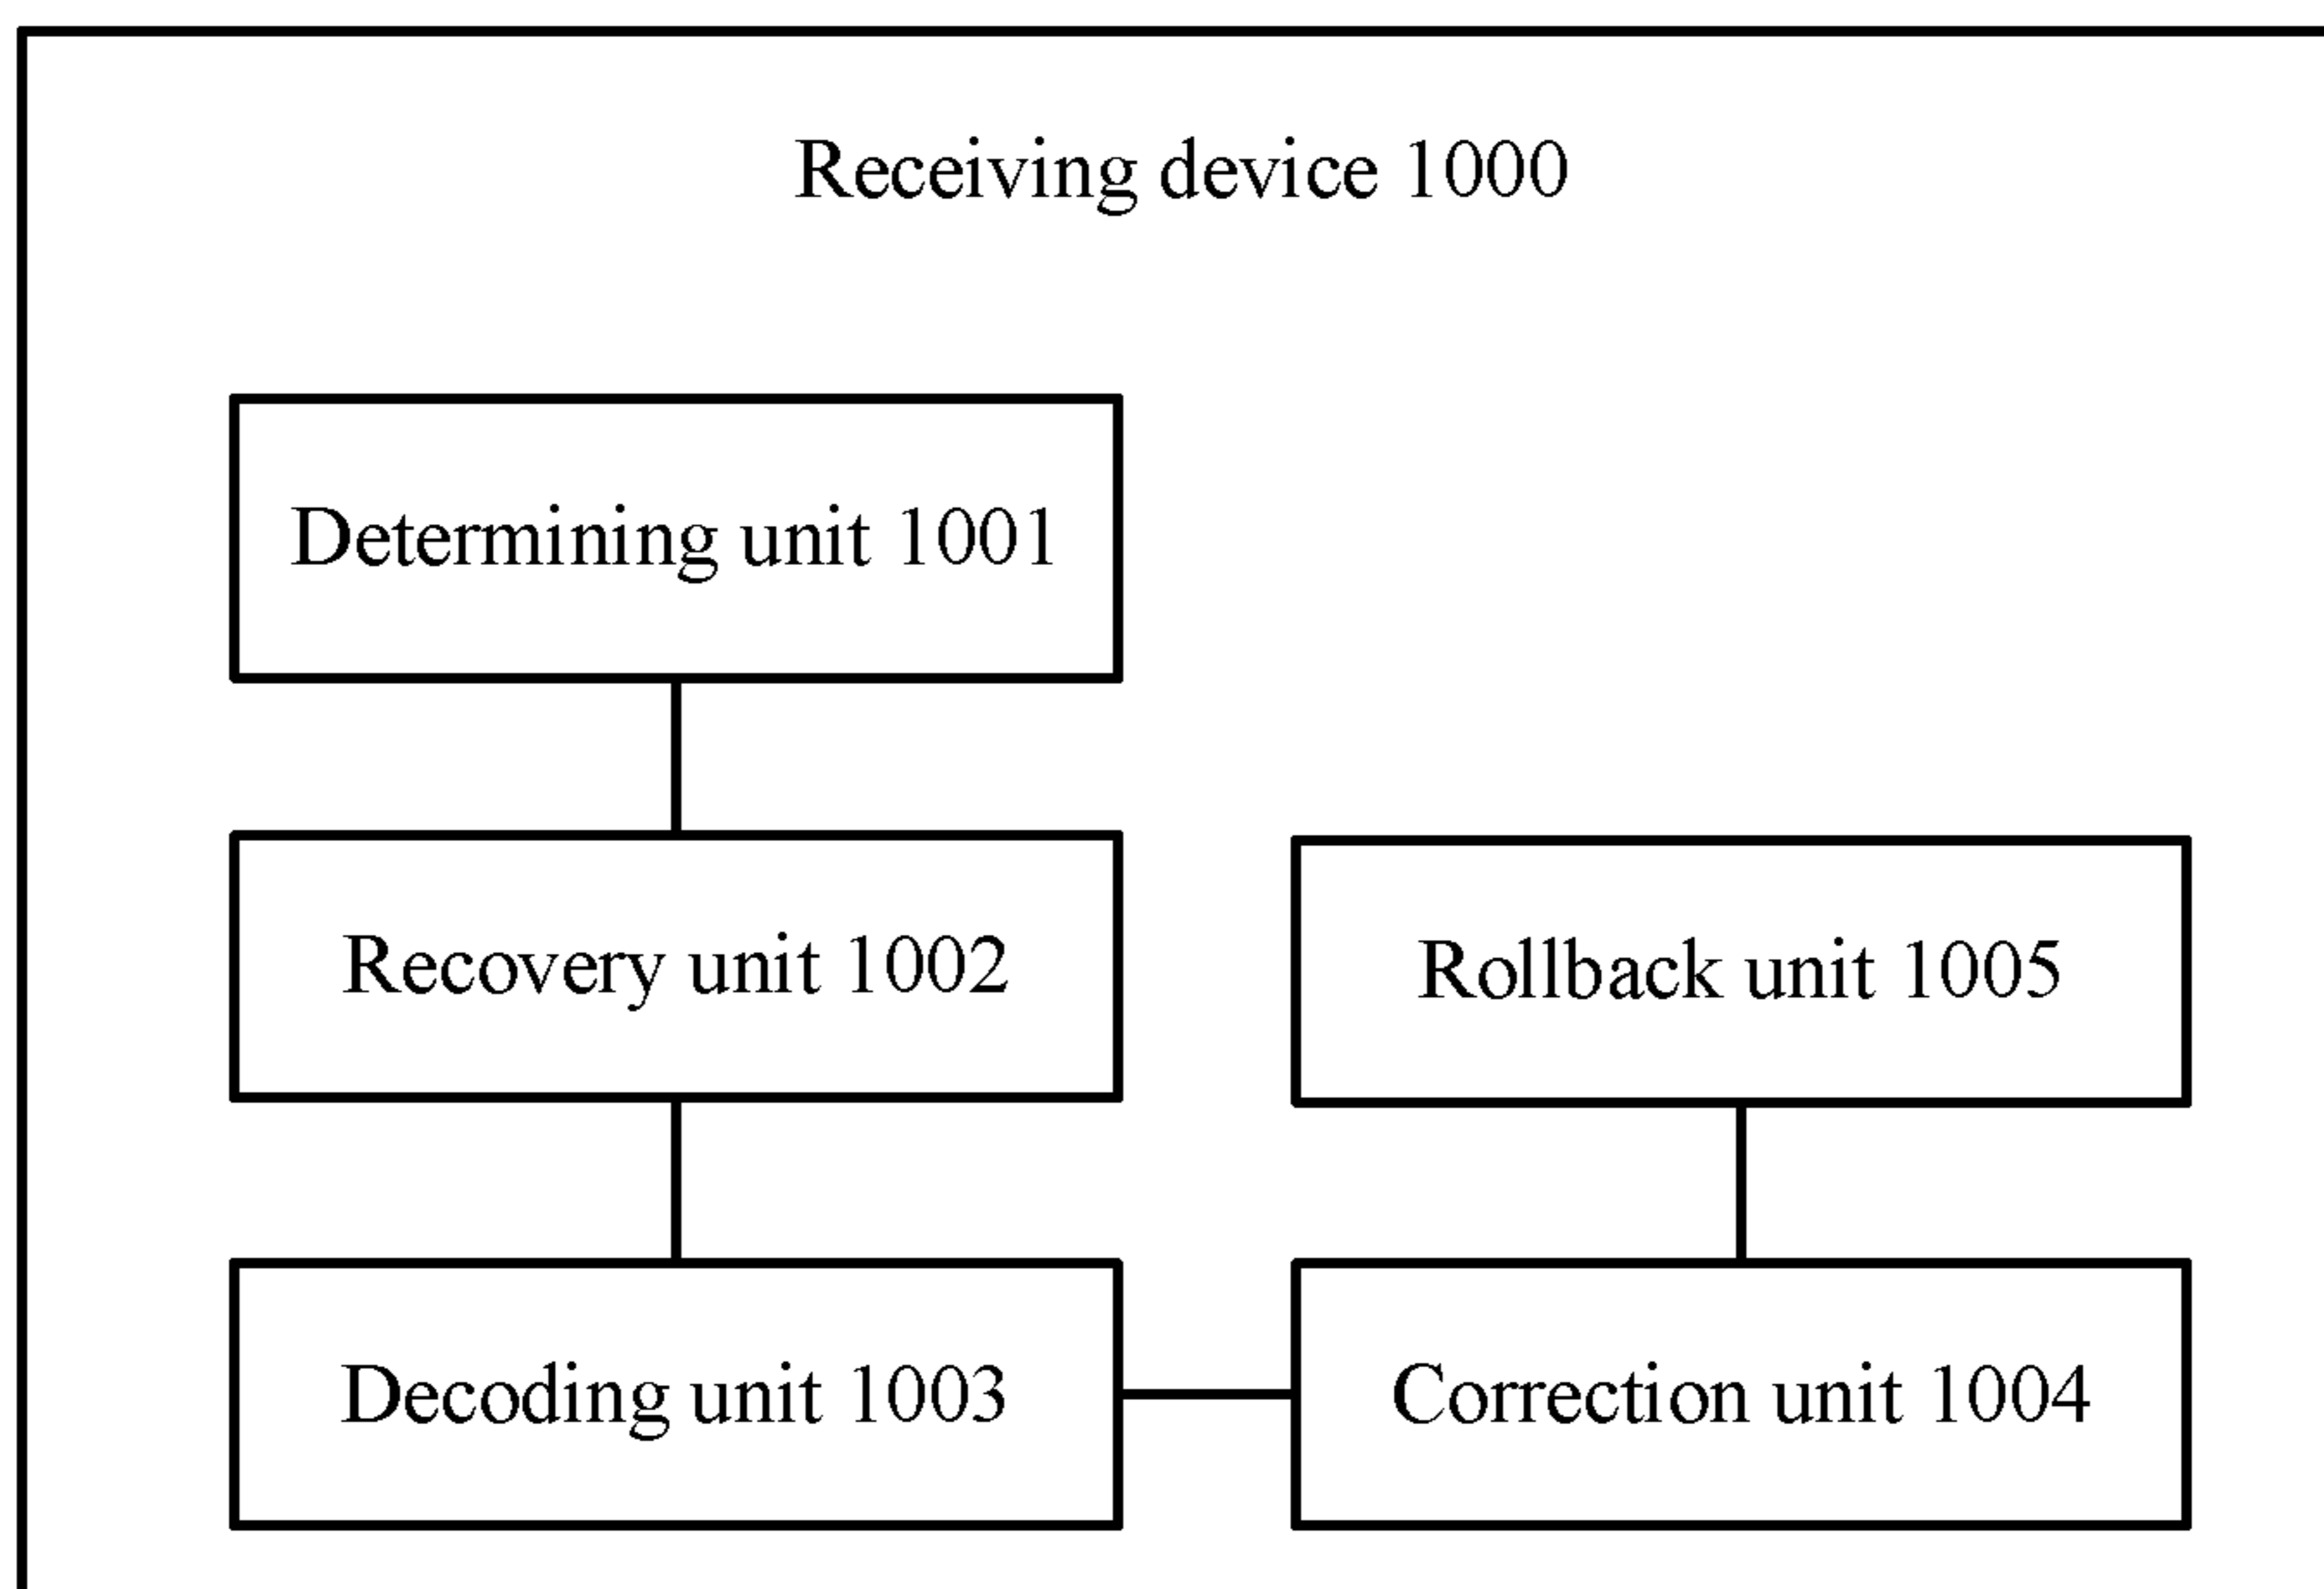 Receiving device 1000
Determining unit 1001
Recovery unit 1002
Rollback unit 1005
Decoding unit 1003
Correction unit 1004